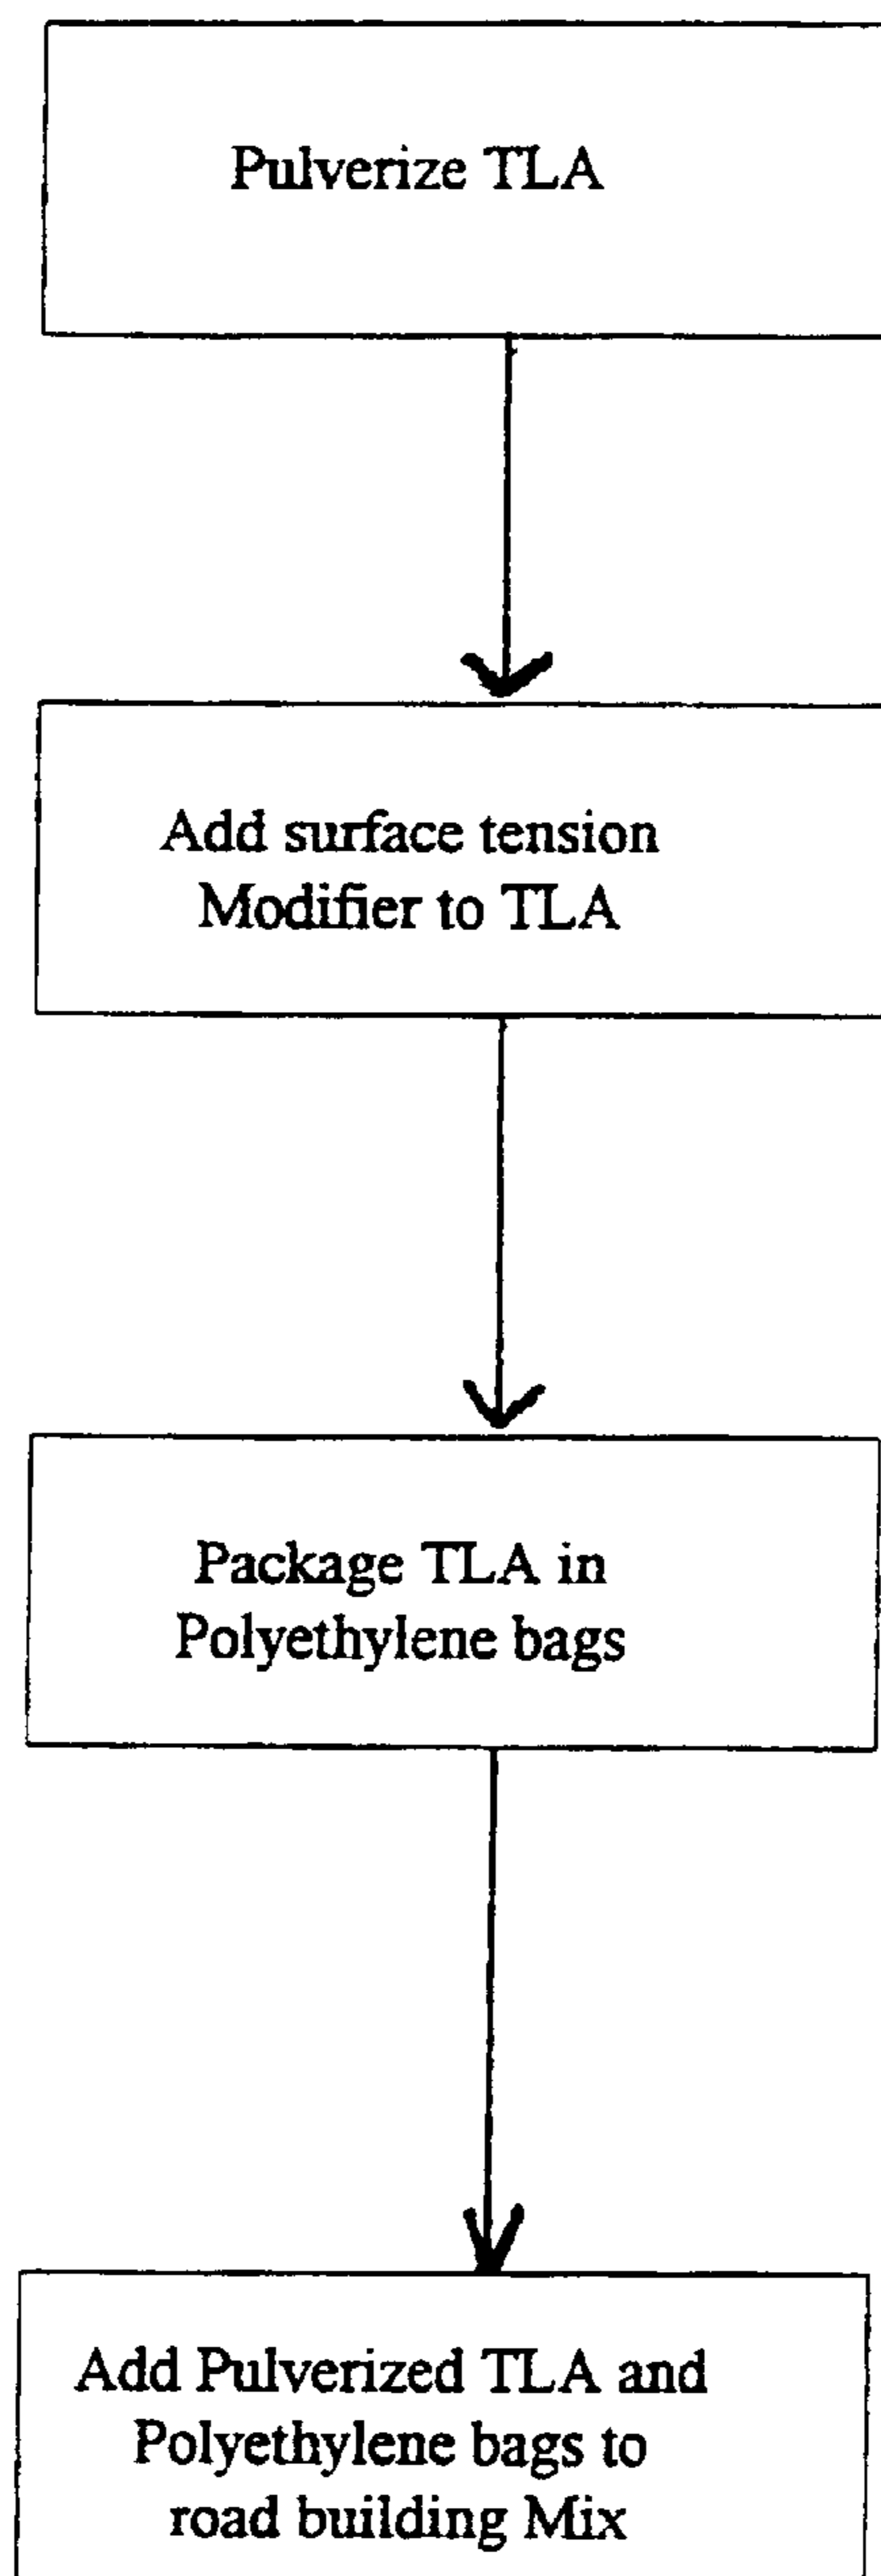 Pulverize TLA
Add surface tension
Modifier to TLA
Package TLA in
Polyethylene bags
Add Pulverized TLA and
Polyethylene bags to
road building Mix